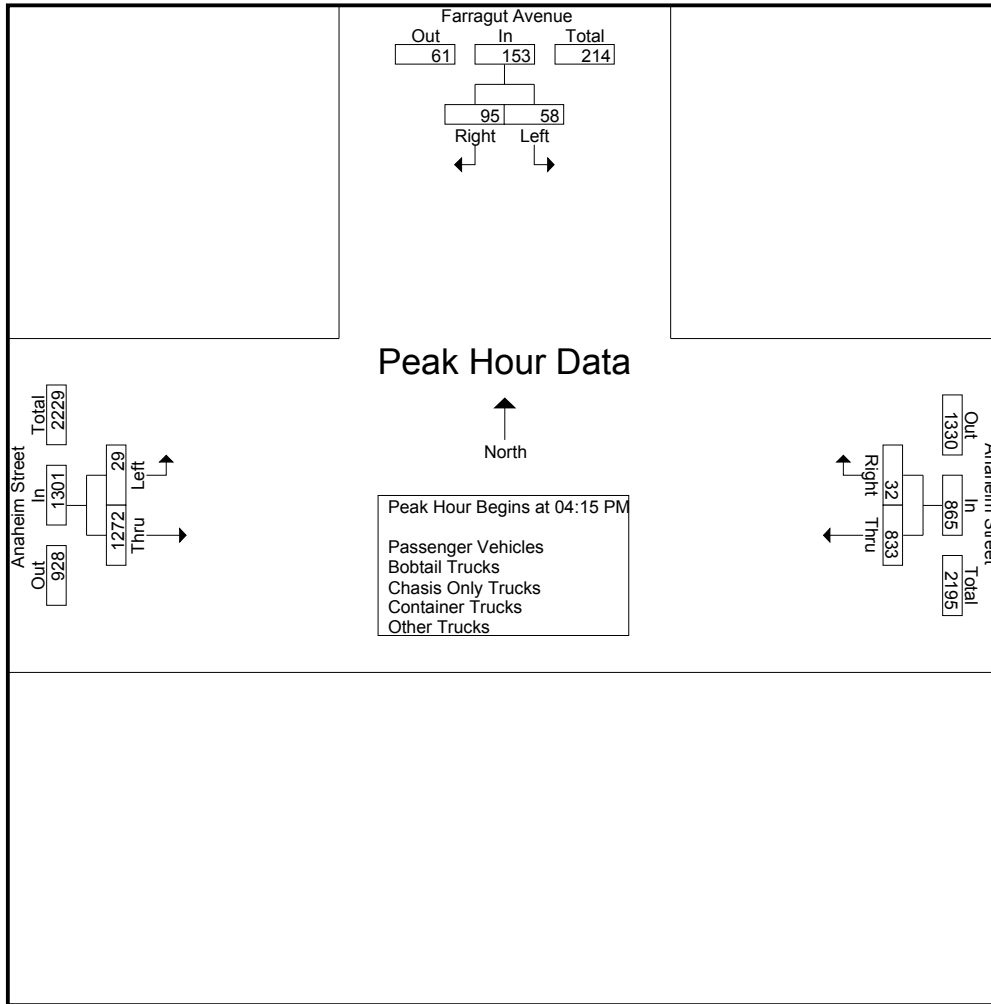 Farragut Avenue
Out In Total
61 153 214
95 58
Right Left
Peak Hour Data
North
Peak Hour Begins at 04:15 PM
Passenger Vehicles
Bobtail Trucks
Chasis Only Trucks
Container Trucks
Other Trucks
Anaheim Street
Out In Total
928 1301 2229
1272 29
Thru Left
Anaheim Street
Out In Total
1330 865 2195
32 833
Right Thru